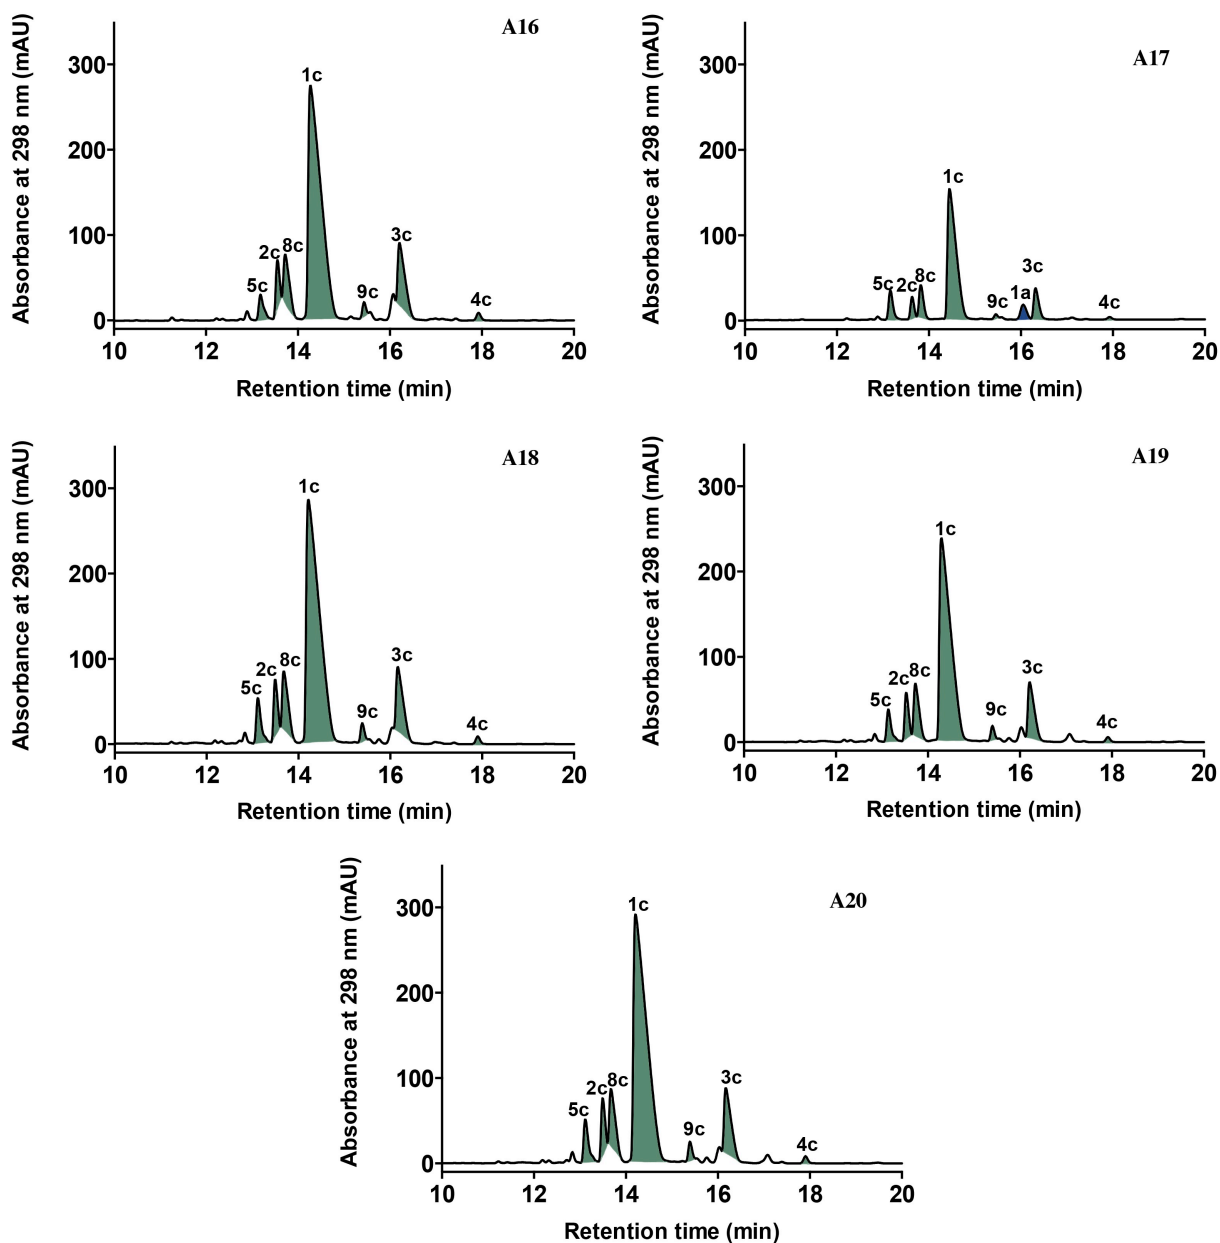 A16
Absorbance at 298 nm (mAU)
300
200
100
0
5c 2c 8c 1c 9c 3c 4c
10 12 14 16 18 20
Retention time (min)
A17
Absorbance at 298 nm (mAU)
300
200
100
0
5c 2c 8c 1c 9c 1a 3c 4c
10 12 14 16 18 20
Retention time (min)
A18
Absorbance at 298 nm (mAU)
300
200
100
0
5c 2c 8c 1c 9c 3c 4c
10 12 14 16 18 20
Retention time (min)
A19
Absorbance at 298 nm (mAU)
300
200
100
0
5c 2c 8c 1c 9c 3c 4c
10 12 14 16 18 20
Retention time (min)
A20
Absorbance at 298 nm (mAU)
300
200
100
0
5c 2c 8c 1c 9c 3c 4c
10 12 14 16 18 20
Retention time (min)